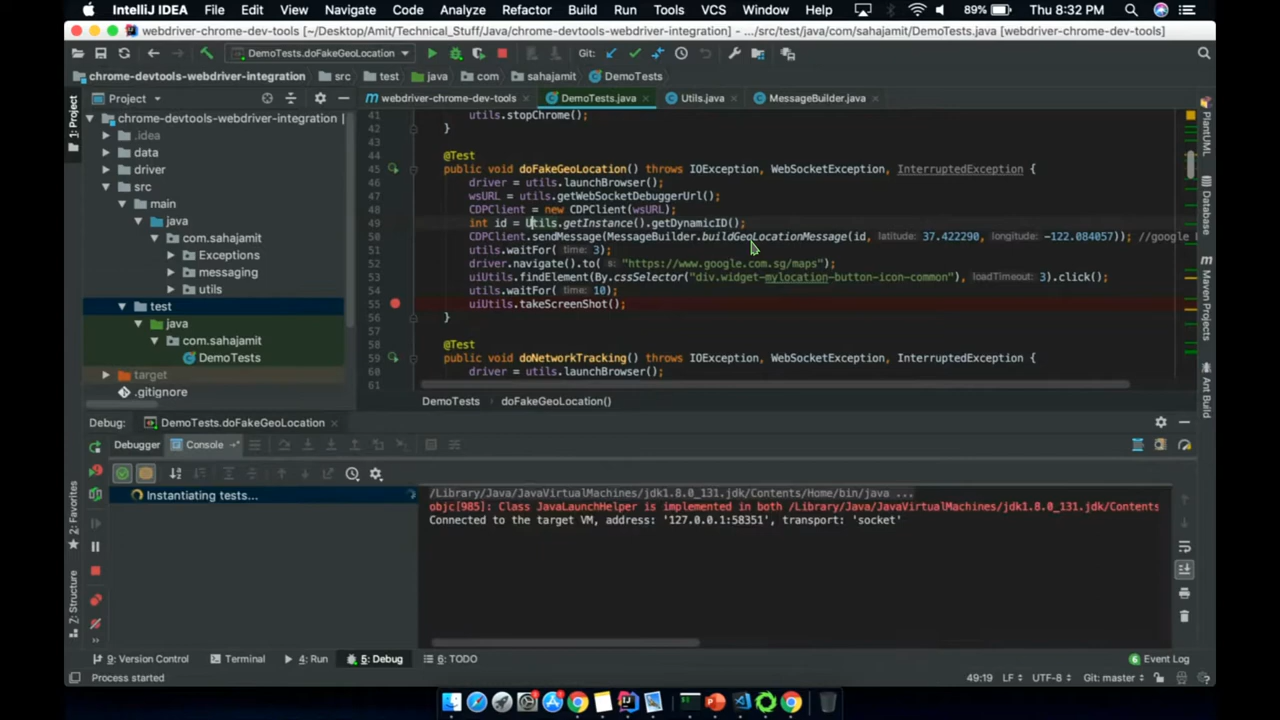 IntelliJ IDEA File Edit View Navigate Code Analyze Refactor Build Run Tools VCS Window Help 89% Thu 8:32 PM
webdriver-chrome-dev-tools [~/Desktop/Amit/Technical_Stuff/Java/chrome-devtools-webdriver-integration] - .../src/test/java/com/sahajamit/DemoTests.java [webdriver-chrome-dev-tools]
DemoTests.doFakeGeoLocation Git:
chrome-devtools-webdriver-integration src test java com sahajamit DemoTests
Project webdriver-chrome-dev-tools DemoTests.java Utils.java MessageBuilder.java
1: Project
chrome-devtools-webdriver-integration
.idea
data
driver
src
main
java
com.sahajamit
Exceptions
messaging
utils
test
java
com.sahajamit
DemoTests
target
.gitignore
41 utils.stopChrome();
42 }
43
44 @Test
45 public void doFakeGeoLocation() throws IOException, WebSocketException, InterruptedException {
46 driver = utils.launchBrowser();
47 wsURL = utils.getWebSocketDebuggerUrl();
48 CDPClient = new CDPClient(wsURL);
49 int id = Utils.getInstance().getDynamicID();
50 CDPClient.sendMessage(MessageBuilder.buildGeoLocationMessage(id, latitude: 37.422290, longitude: -122.084057)); //google
51 utils.waitFor( time: 3);
52 driver.navigate().to( s: "https://www.google.com.sg/maps");
53 uiUtils.findElement(By.cssSelector("div.widget-mylocation-button-icon-common"), loadTimeout: 3).click();
54 utils.waitFor( time: 10);
55 uiUtils.takeScreenShot();
56 }
57
58 @Test
59 public void doNetworkTracking() throws IOException, WebSocketException, InterruptedException {
60 driver = utils.launchBrowser();
61
DemoTests doFakeGeoLocation()
PlantUML
Database
Maven Projects
Ant Build
Debug: DemoTests.doFakeGeoLocation
Debugger Console
Instantiating tests...
/Library/Java/JavaVirtualMachines/jdk1.8.0_131.jdk/Contents/Home/bin/java ...
objc[985]: Class JavaLaunchHelper is implemented in both /Library/Java/JavaVirtualMachines/jdk1.8.0_131.jdk/Contents
Connected to the target VM, address: '127.0.0.1:58351', transport: 'socket'
2: Favorites
7: Structure
9: Version Control Terminal 4: Run 5: Debug 6: TODO Event Log
Process started 49:19 LF UTF-8 Git: master